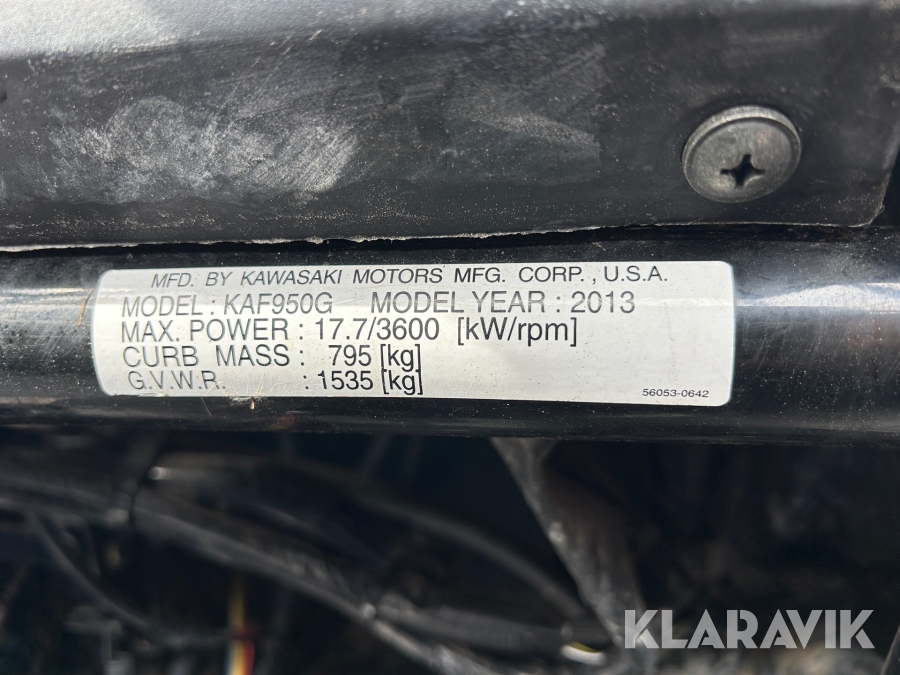 MFD. BY KAWASAKI MOTORS MFG. CORP., U.S.A.
MODEL : KAF950G MODEL YEAR : 2013
MAX. POWER : 17.7/3600 [kW/rpm]
CURB MASS : 795 [kg]
G.V.W.R. : 1535 [kg]
56053-0642
KLARAVIK